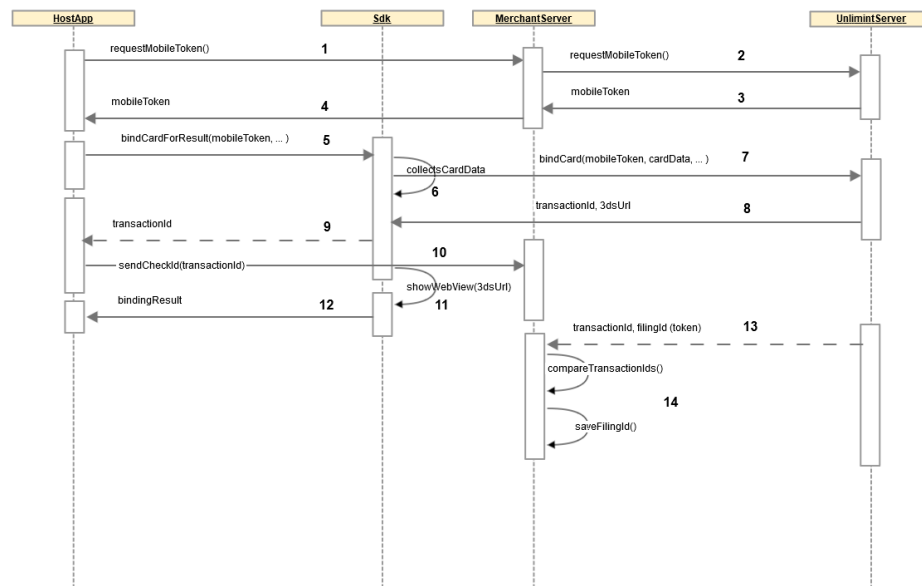 HostApp
Sdk
MerchantServer
UnlimintServer
requestMobileToken()
1
requestMobileToken()
2
mobileToken
3
mobileToken
4
bindCardForResult(mobileToken, ... )
5
collectsCardData
6
bindCard(mobileToken, cardData, ... )
7
transactionId, 3dsUrl
8
transactionId
9
sendCheckId(transactionId)
10
showWebView(3dsUrl)
11
bindingResult
12
transactionId, filingId (token)
13
compareTransactionIds()
14
saveFilingId()